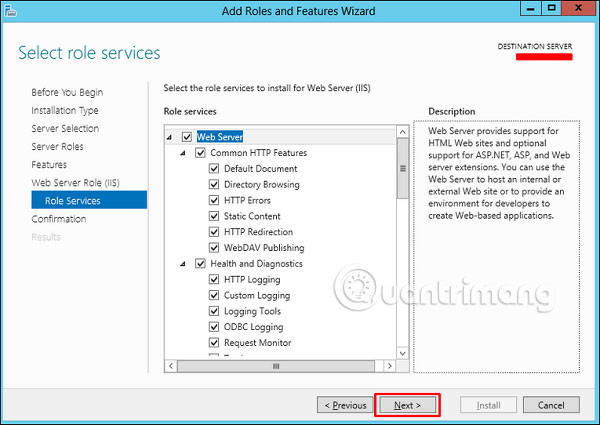 Add Roles and Features Wizard
Select role services
DESTINATION SERVER
Before You Begin
Installation Type
Server Selection
Server Roles
Features
Web Server Role (IIS)
Role Services
Confirmation
Results
Select the role services to install for Web Server (IIS)
Role services
Web Server
Common HTTP Features
Default Document
Directory Browsing
HTTP Errors
Static Content
HTTP Redirection
WebDAV Publishing
Health and Diagnostics
HTTP Logging
Custom Logging
Logging Tools
ODBC Logging
Request Monitor
Description
Web Server provides support for
HTML Web sites and optional
support for ASP.NET, ASP, and Web
server extensions. You can use the
Web Server to host an internal or
external Web site or to provide an
environment for developers to
create Web-based applications.
Quantrimang
< Previous
Next >
Install
Cancel